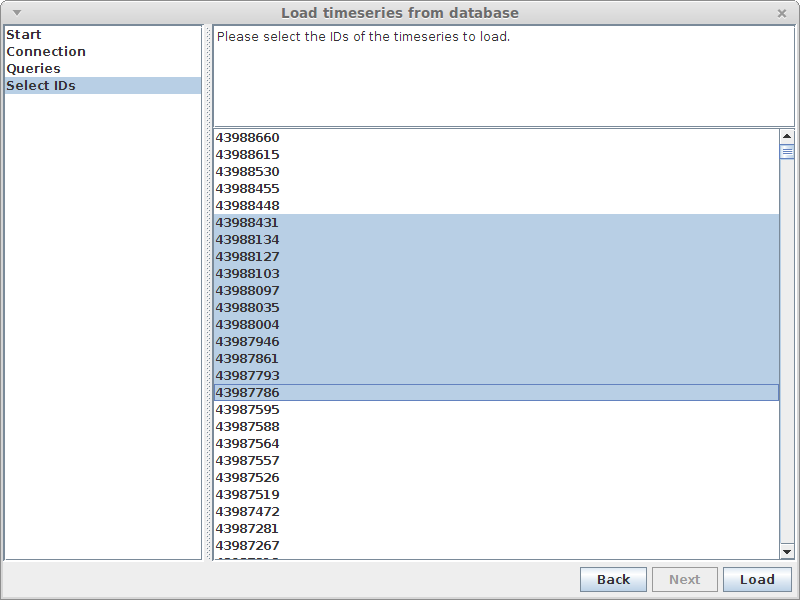 Load timeseries from database
Start
Connection
Queries
Select IDs
Please select the IDs of the timeseries to load.
43988660
43988615
43988530
43988455
43988448
43988431
43988134
43988127
43988103
43988097
43988035
43988004
43987946
43987861
43987793
43987786
43987595
43987588
43987564
43987557
43987526
43987519
43987472
43987281
43987267
Back
Next
Load